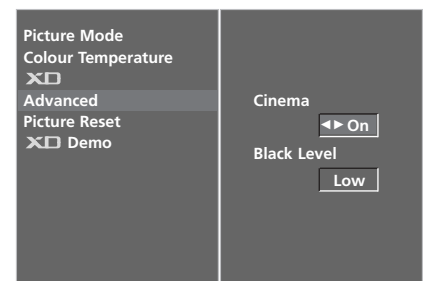 Picture Mode
Colour Temperature
XD
Advanced
Picture Reset
XD Demo
Cinema
◄► On
Black Level
Low